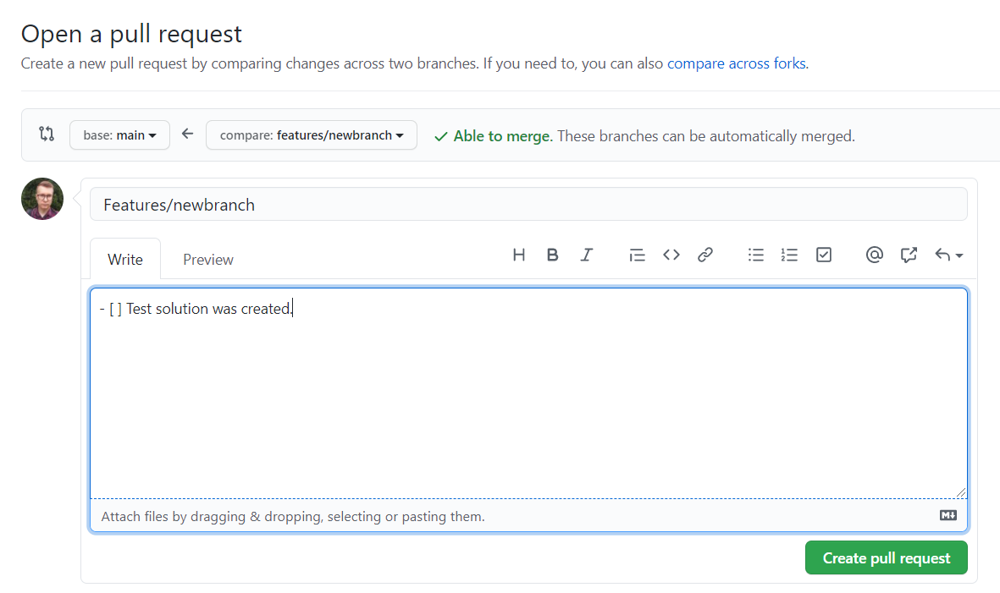 Open a pull request
Create a new pull request by comparing changes across two branches. If you need to, you can also compare across forks.
base: main compare: features/newbranch Able to merge. These branches can be automatically merged.
Features/newbranch
Write Preview H B I
- [ ] Test solution was created.
Attach files by dragging & dropping, selecting or pasting them. M
Create pull request